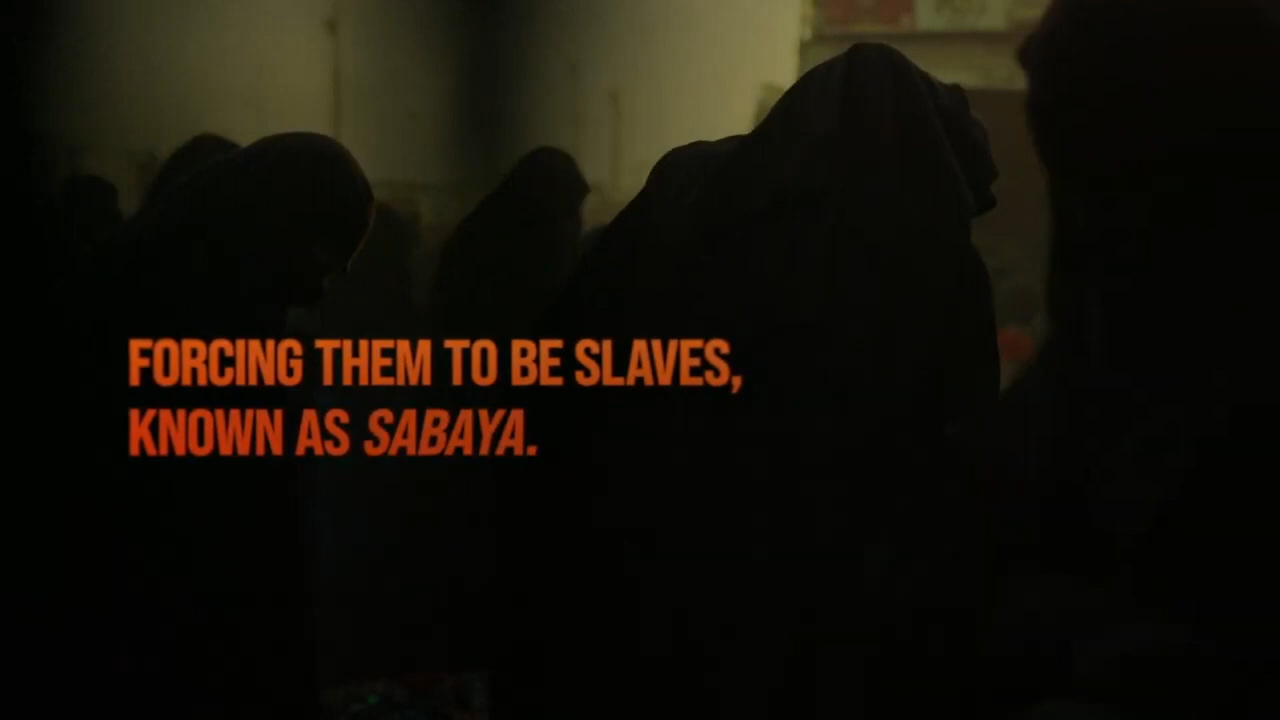 FORCING THEM TO BE SLAVES,
KNOWN AS SABAYA.